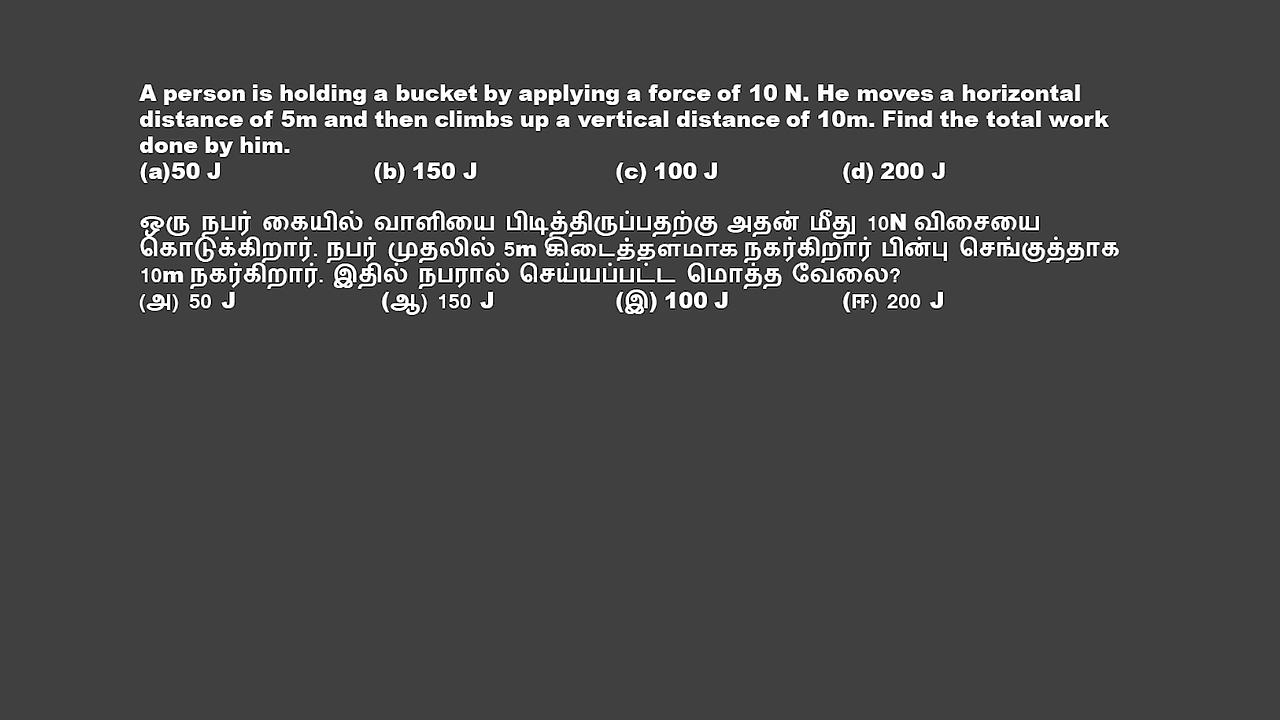 A person is holding a bucket by applying a force of 10 N. He moves a horizontal
distance of 5m and then climbs up a vertical distance of 10m. Find the total work
done by him.
(a)50 J (b) 150 J (c) 100 J (d) 200 J
ஒரு நபர் கையில் வாளியை பிடித்திருப்பதற்கு அதன் மீது 10N விசையை
கொடுக்கிறார். நபர் முதலில் 5m கிடைத்தளமாக நகர்கிறார் பின்பு செங்குத்தாக
10m நகர்கிறார். இதில் நபரால் செய்யப்பட்ட மொத்த வேலை?
(அ) 50 J (ஆ) 150 J (இ) 100 J (ஈ) 200 J